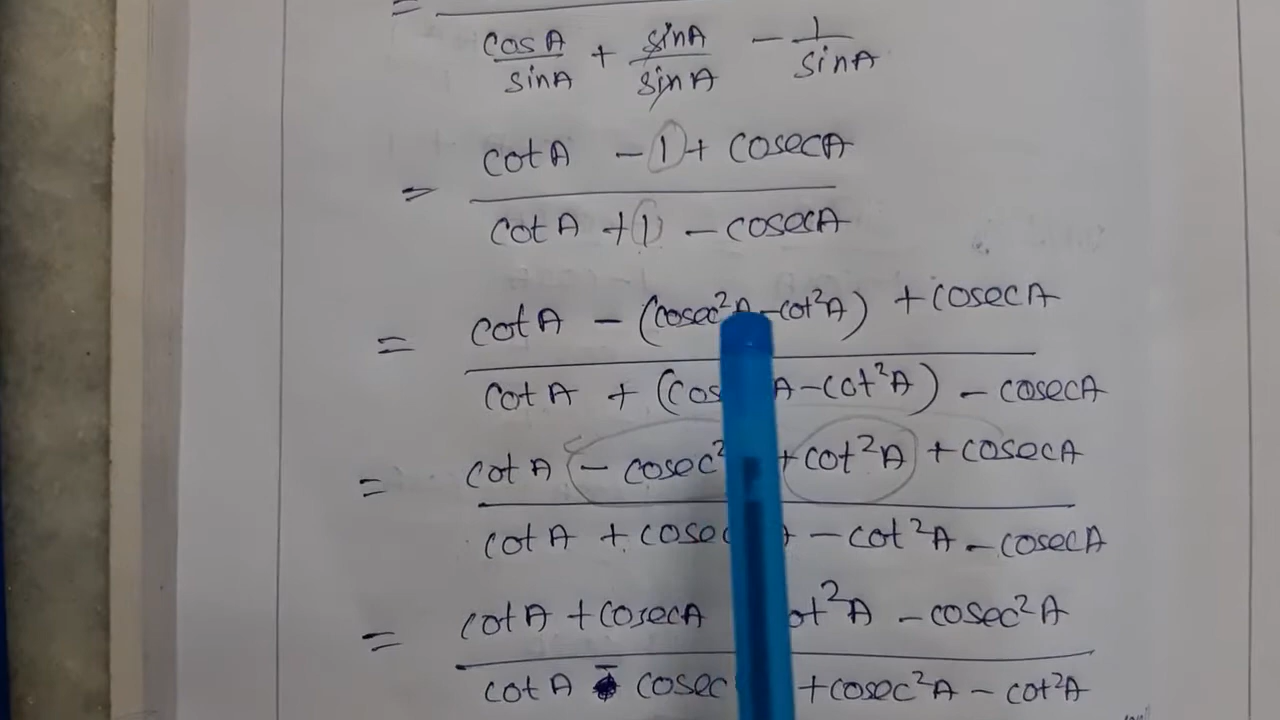 =
cosA/sinA + sinA/sinA - 1/sinA
= cotA - 1 + cosecA
cotA + 1 - cosecA
= cotA - (cosec²A - cot²A) + cosecA
cotA + (cos A - cot²A) - cosecA
= cotA - cosec² + cot²A + cosecA
cotA + cosec - cot²A - cosecA
= cotA + cosecA ot²A - cosec²A
cotA - cosec + cosec²A - cot²A